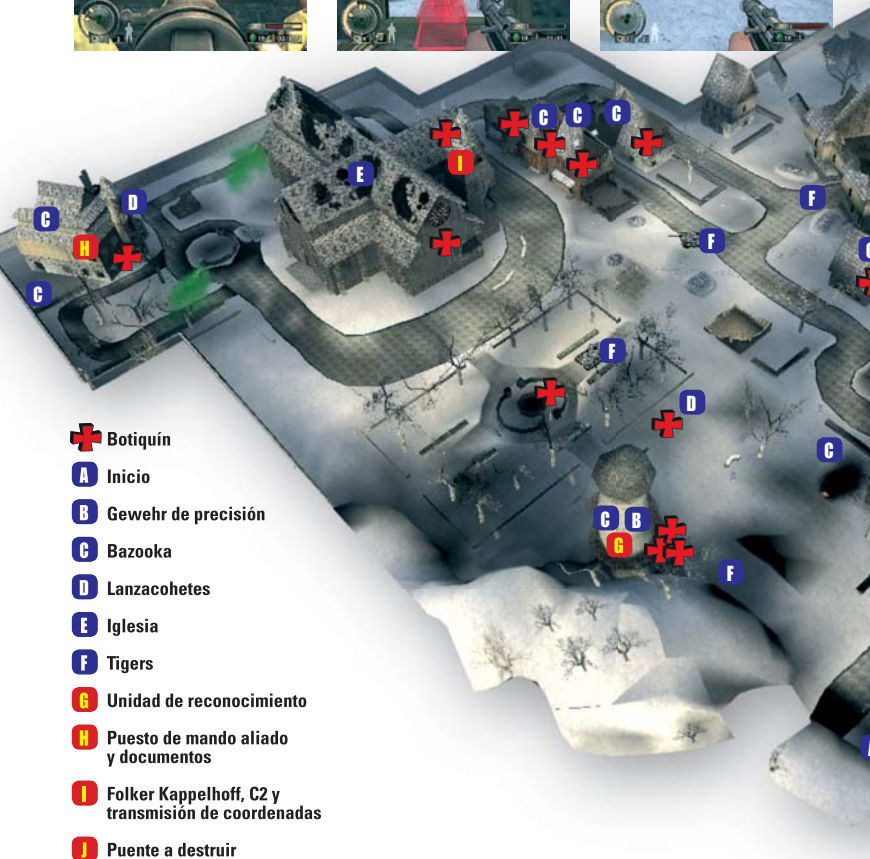 C
C
C
I
E
D
C
H
F
F
C
C
F
D
C
C
B
G
F
Botiquín
A Inicio
B Gewehr de precisión
C Bazooka
D Lanzacohetes
E Iglesia
F Tigers
G Unidad de reconocimiento
H Puesto de mando aliado
y documentos
I Folker Kappelhoff, C2 y
transmisión de coordenadas
J Puente a destruir